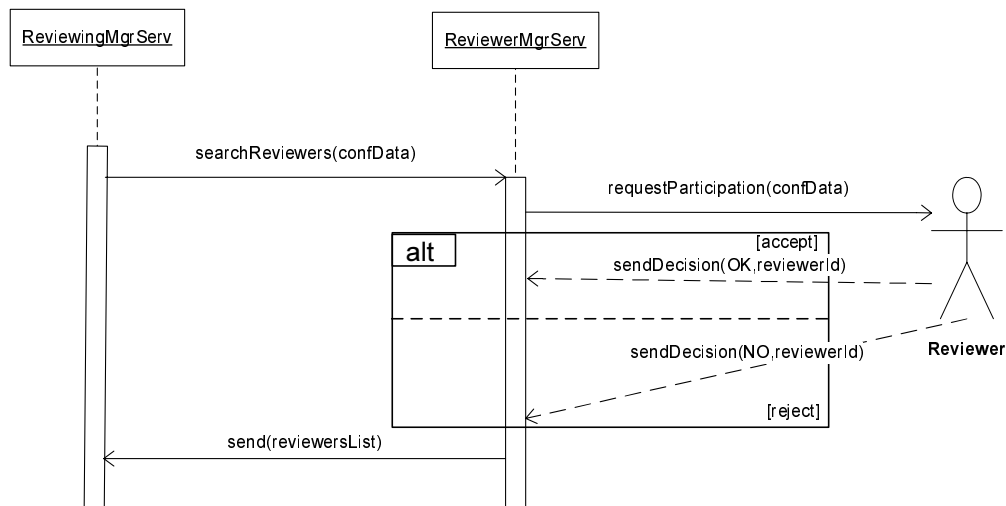 ReviewingMgrServ
ReviewerMgrServ
searchReviewers(confData)
requestParticipation(confData)
alt
[accept]
sendDecision(OK,reviewerId)
sendDecision(NO,reviewerId)
Reviewer
[reject]
send(reviewersList)